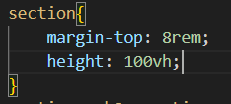 section{
    margin-top: 8rem;
    height: 100vh;
}